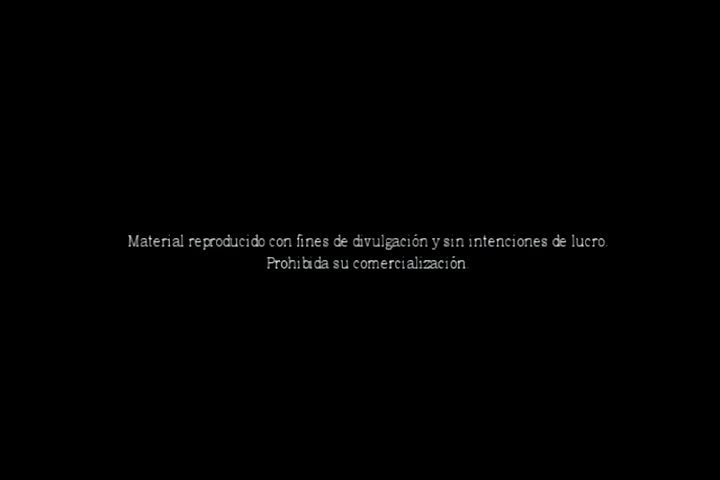 Material reproducido con fines de divulgación y sin intenciones de lucro.
Prohibida su comercialización.